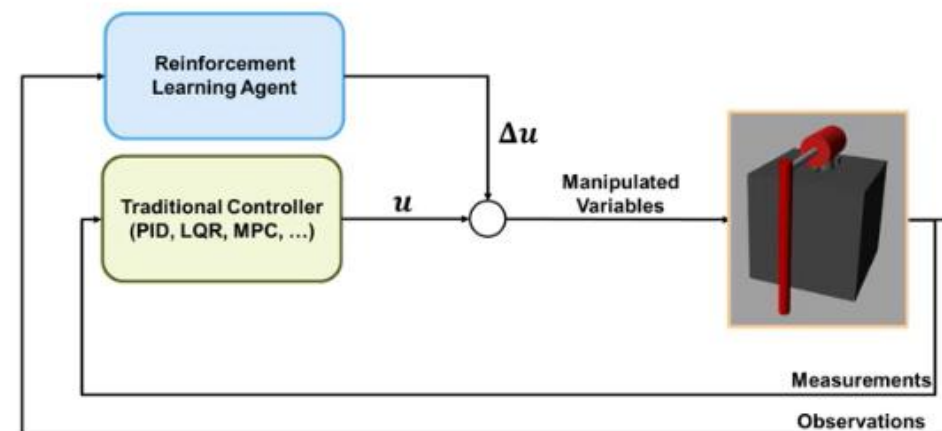 Reinforcement
Learning Agent
Δu
Traditional Controller
(PID, LQR, MPC, ...)
u
Manipulated
Variables
Measurements
Observations